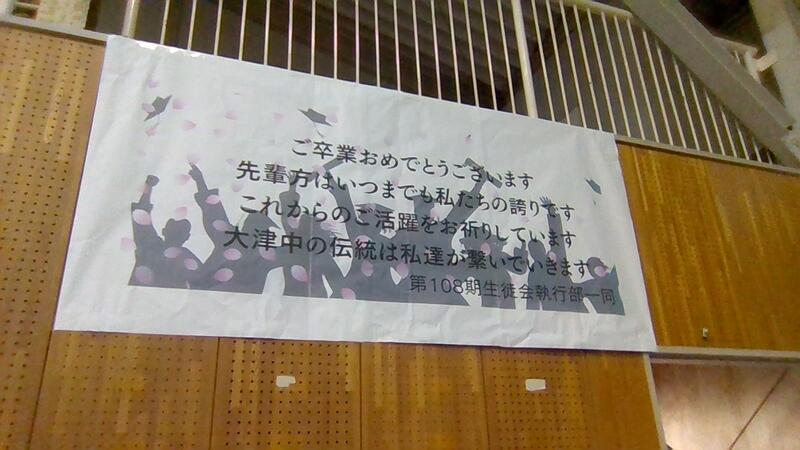 ご卒業おめでとうございます
先輩方はいつまでも私たちの誇りです
これからのご活躍をお祈りしています
大津中の伝統は私達が繋いでいきます
第108期生徒会執行部一同